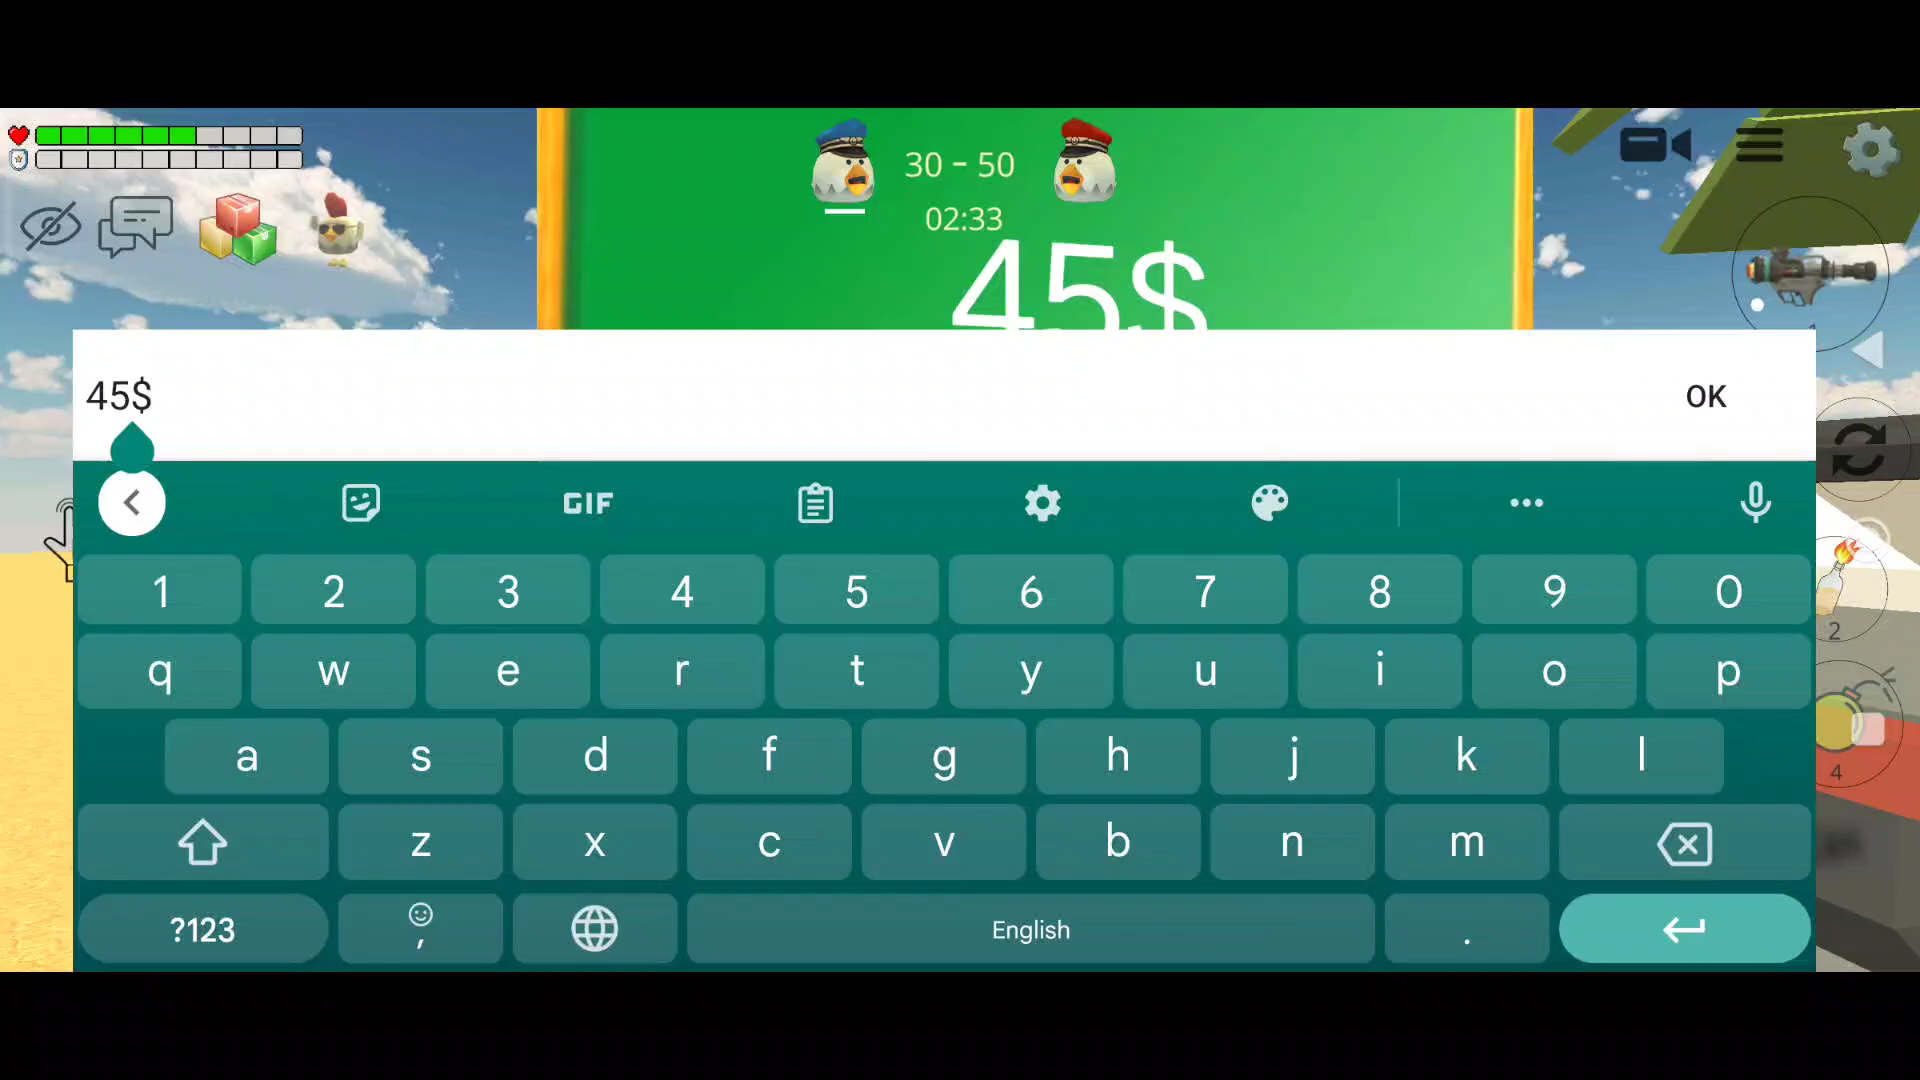 30 - 50
02:33
45$
45$
OK
GIF
1 2 3 4 5 6 7 8 9 0
q w e r t y u i o p
a s d f g h j k l
z x c v b n m
?123 , English .
2
4